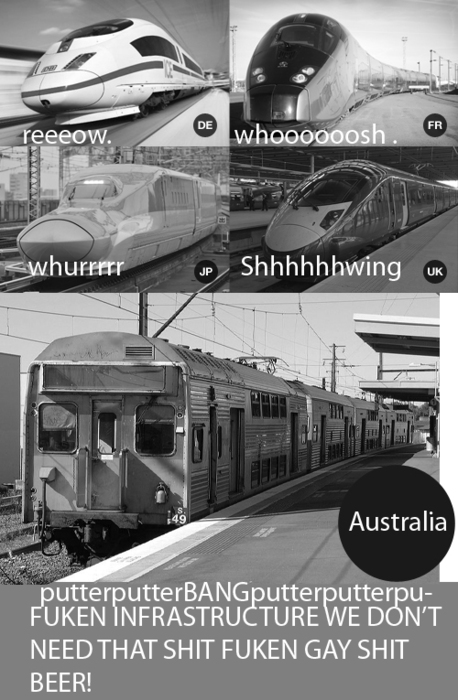 reeeow.
DE
whoooooosh .
FR
whurrrrr
JP
Shhhhhhwing
UK
S
49
Australia
putterputterBANGputterputterpu-
FUKEN INFRASTRUCTURE WE DON'T
NEED THAT SHIT FUKEN GAY SHIT
BEER!